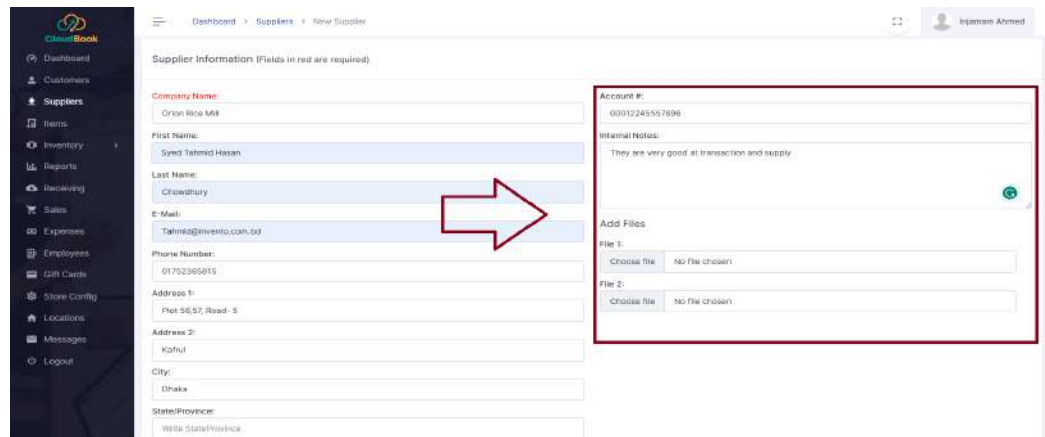 CloudBook
Dashboard
Customers
Suppliers
Items
Inventory
Reports
Receiving
Sales
Expenses
Employees
Gift Cards
Store Config
Locations
Messages
Logout
Dashboard > Suppliers > New Supplier
Injamam Ahmed
Supplier Information (Fields in red are required)
Company Name:
Orion Rice Mill
First Name:
Syed Tahmid Hasan
Last Name:
Chowdhury
E-Mail:
Tahmid@invento.com.bd
Phone Number:
01752365815
Address 1:
Plot 56,57, Road- 5
Address 2:
Kafrul
City:
Dhaka
State/Province:
Write State/Province
Account #:
00012245557896
Internal Notes:
They are very good at transaction and supply
Add Files
File 1:
Choose file No file chosen
File 2:
Choose file No file chosen